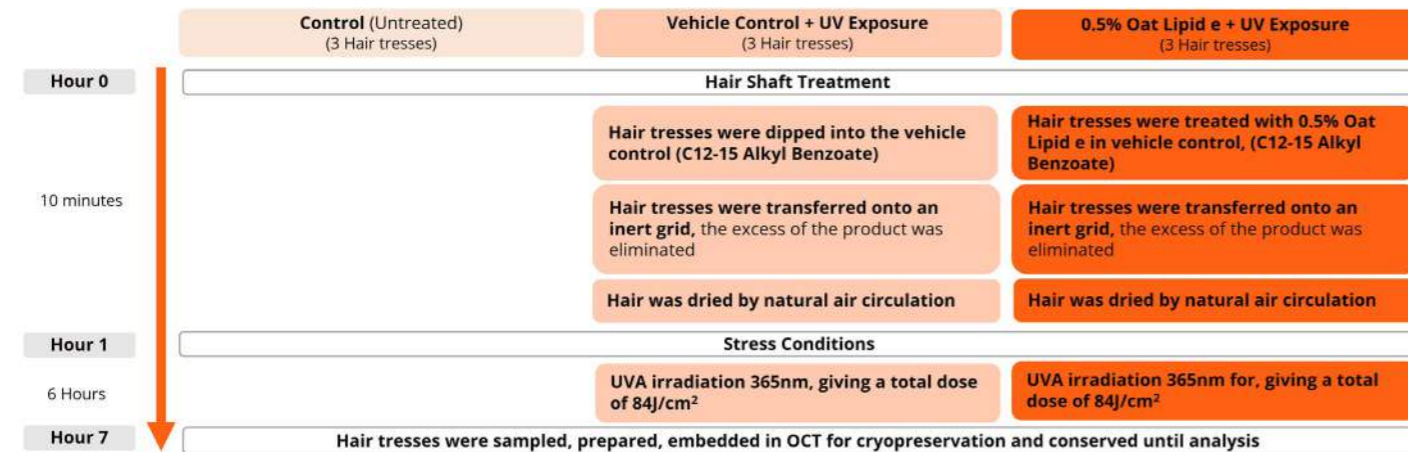 Control (Untreated)
(3 Hair tresses)
Vehicle Control + UV Exposure
(3 Hair tresses)
0.5% Oat Lipid e + UV Exposure
(3 Hair tresses)
Hour 0
Hair Shaft Treatment
10 minutes
Hair tresses were dipped into the vehicle
control (C12-15 Alkyl Benzoate)
Hair tresses were treated with 0.5% Oat
Lipid e in vehicle control, (C12-15 Alkyl
Benzoate)
Hair tresses were transferred onto an
inert grid, the excess of the product was
eliminated
Hair tresses were transferred onto an
inert grid, the excess of the product was
eliminated
Hair was dried by natural air circulation
Hair was dried by natural air circulation
Hour 1
Stress Conditions
6 Hours
UVA irradiation 365nm, giving a total dose
of 84J/cm²
UVA irradiation 365nm for, giving a total
dose of 84J/cm²
Hour 7
Hair tresses were sampled, prepared, embedded in OCT for cryopreservation and conserved until analysis